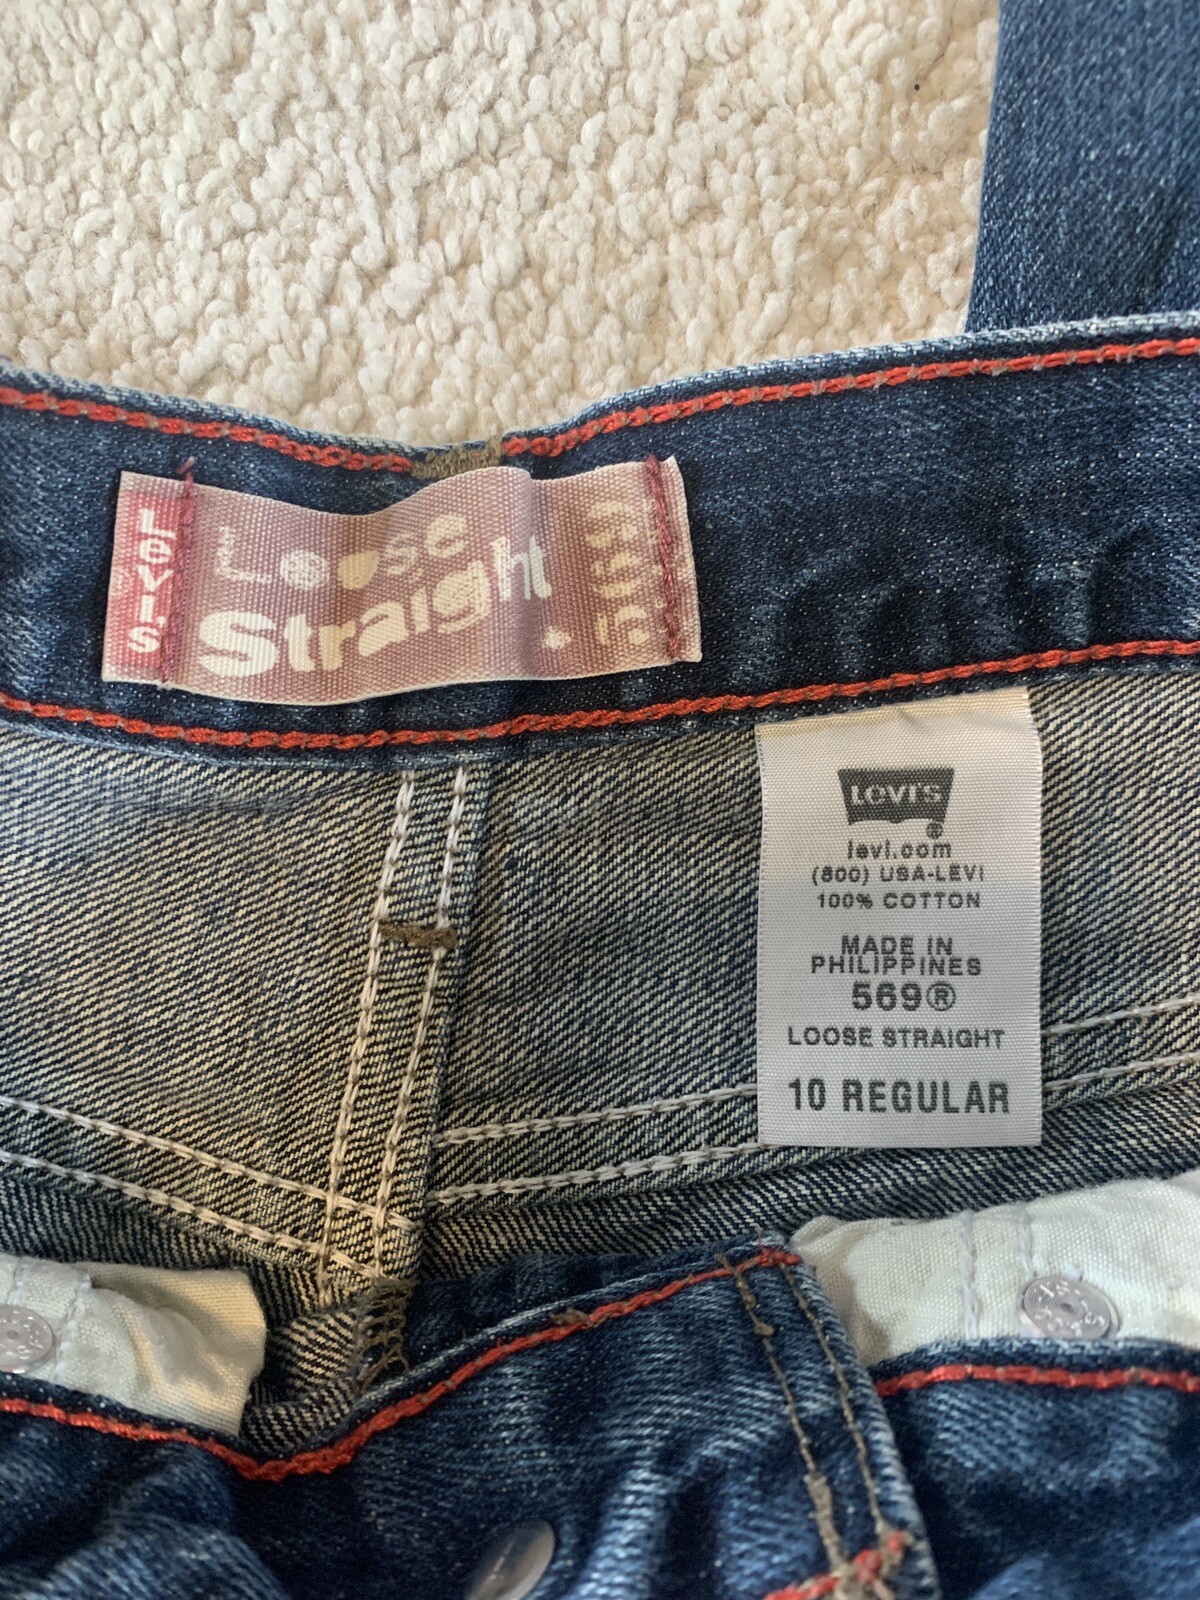 Levi's
Loose
Straight
Levi's
®
levi.com
(800) USA-LEVI
100% COTTON
MADE IN
PHILIPPINES
569®
LOOSE STRAIGHT
10 REGULAR